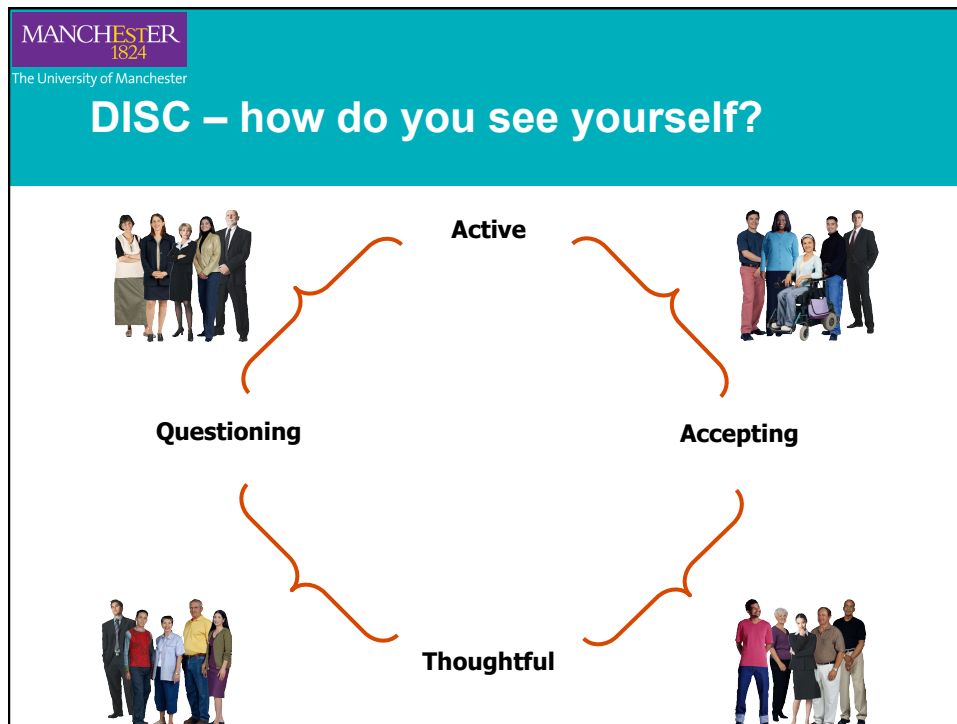 MANCHESTER
1824
The University of Manchester
DISC – how do you see yourself?
Active
Questioning
Accepting
Thoughtful